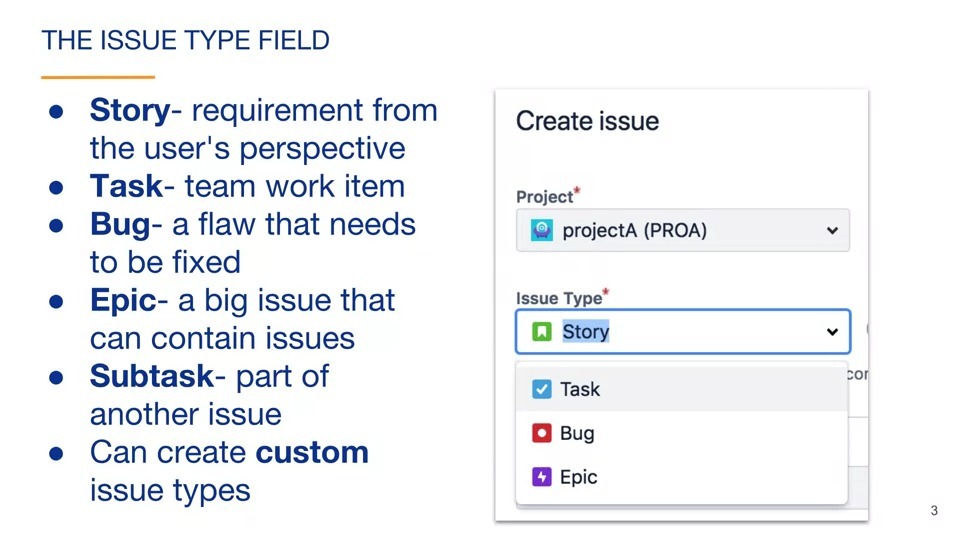 THE ISSUE TYPE FIELD
● Story- requirement from
the user's perspective
● Task- team work item
● Bug- a flaw that needs
to be fixed
● Epic- a big issue that
can contain issues
● Subtask- part of
another issue
● Can create custom
issue types
Create issue
Project*
projectA (PROA)
Issue Type*
Story
Task
Bug
Epic
3